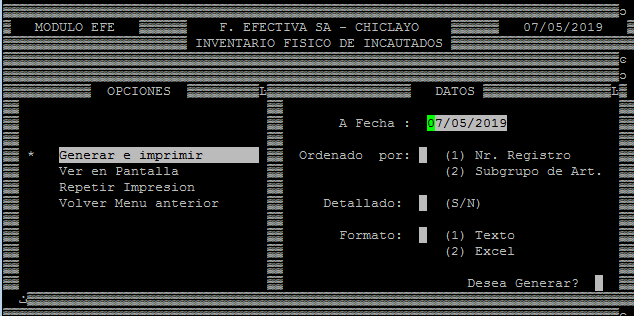 MODULO EFE F. EFECTIVA SA - CHICLAYO 07/05/2019
INVENTARIO FISICO DE INCAUTADOS
OPCIONES
* Generar e imprimir
Ver en Pantalla
Repetir Impresion
Volver Menu anterior
DATOS
A Fecha : 07/05/2019
Ordenado por: (1) Nr. Registro
(2) Subgrupo de Art.
Detallado: (S/N)
Formato: (1) Texto
(2) Excel
Desea Generar?